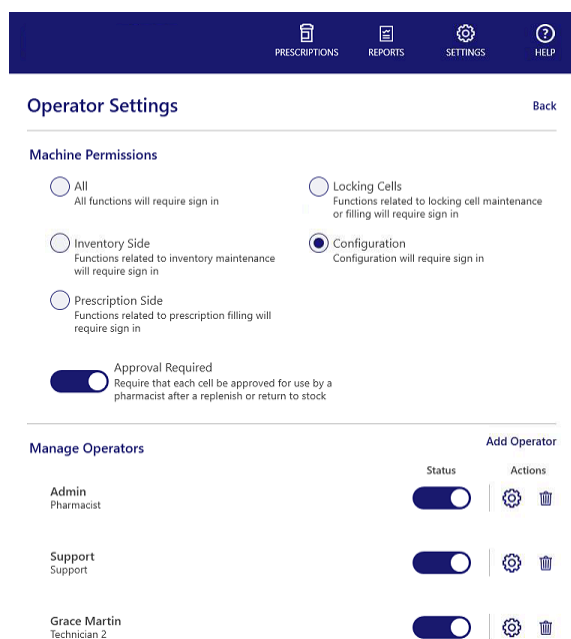 PRESCRIPTIONS
REPORTS
SETTINGS
HELP
Operator Settings
Back
Machine Permissions
All
All functions will require sign in
Locking Cells
Functions related to locking cell maintenance
or filling will require sign in
Inventory Side
Functions related to inventory maintenance
will require sign in
Configuration
Configuration will require sign in
Prescription Side
Functions related to prescription filling will
require sign in
Approval Required
Require that each cell be approved for use by a
pharmacist after a replenish or return to stock
Manage Operators
Add Operator
Status
Actions
Admin
Pharmacist
Support
Support
Grace Martin
Technician 2